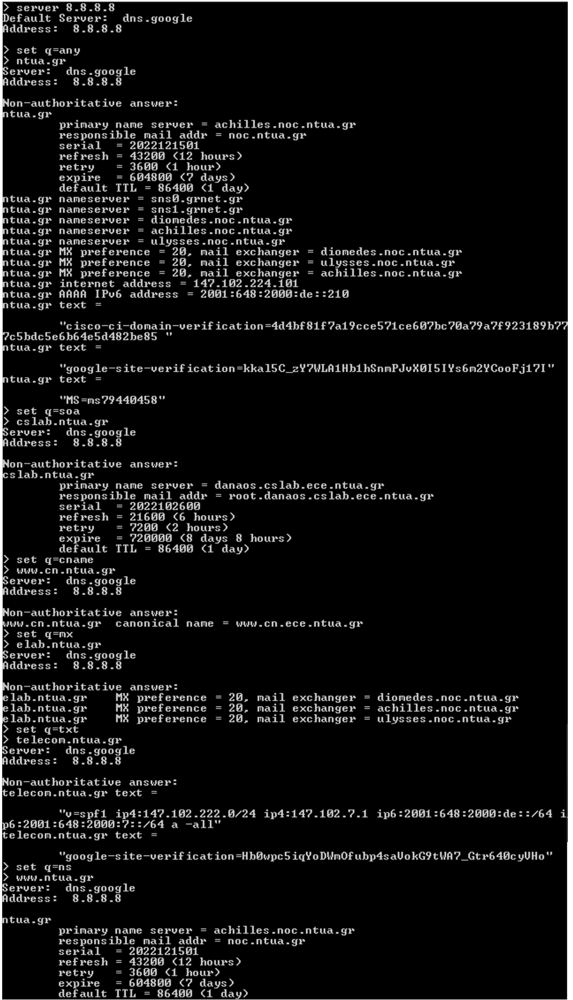 > server 8.8.8.8
Default Server:  dns.google
Address:  8.8.8.8
> set q=any
> ntua.gr
Server:  dns.google
Address:  8.8.8.8
Non-authoritative answer:
ntua.gr
        primary name server = achilles.noc.ntua.gr
        responsible mail addr = noc.ntua.gr
        serial  = 2022121501
        refresh = 43200 (12 hours)
        retry   = 3600 (1 hour)
        expire  = 604800 (7 days)
        default TTL = 86400 (1 day)
ntua.gr nameserver = sns0.grnet.gr
ntua.gr nameserver = sns1.grnet.gr
ntua.gr nameserver = diomedes.noc.ntua.gr
ntua.gr nameserver = achilles.noc.ntua.gr
ntua.gr nameserver = ulysses.noc.ntua.gr
ntua.gr MX preference = 20, mail exchanger = diomedes.noc.ntua.gr
ntua.gr MX preference = 20, mail exchanger = ulysses.noc.ntua.gr
ntua.gr MX preference = 20, mail exchanger = achilles.noc.ntua.gr
ntua.gr internet address = 147.102.224.101
ntua.gr AAAA IPv6 address = 2001:648:2000:de::210
ntua.gr text =
        "cisco-ci-domain-verification=4d4bf81f7a19cce571ce607bc70a79a7f923189b77
7c5bdc5e6b64e5d482be85 "
ntua.gr text =
        "google-site-verification=kkal5C_zY7WLA1Hb1hSnmPJvX0I5IYs6m2YCooFj17I"
ntua.gr text =
        "MS=ms79440458"
> set q=soa
> cslab.ntua.gr
Server:  dns.google
Address:  8.8.8.8
Non-authoritative answer:
cslab.ntua.gr
        primary name server = danaos.cslab.ece.ntua.gr
        responsible mail addr = root.danaos.cslab.ece.ntua.gr
        serial  = 2022102600
        refresh = 21600 (6 hours)
        retry   = 7200 (2 hours)
        expire  = 720000 (8 days 8 hours)
        default TTL = 86400 (1 day)
> set q=cname
> www.cn.ntua.gr
Server:  dns.google
Address:  8.8.8.8
Non-authoritative answer:
www.cn.ntua.gr  canonical name = www.cn.ece.ntua.gr
> set q=mx
> elab.ntua.gr
Server:  dns.google
Address:  8.8.8.8
Non-authoritative answer:
elab.ntua.gr    MX preference = 20, mail exchanger = diomedes.noc.ntua.gr
elab.ntua.gr    MX preference = 20, mail exchanger = achilles.noc.ntua.gr
elab.ntua.gr    MX preference = 20, mail exchanger = ulysses.noc.ntua.gr
> set q=txt
> telecom.ntua.gr
Server:  dns.google
Address:  8.8.8.8
Non-authoritative answer:
telecom.ntua.gr text =
        "v=spf1 ip4:147.102.222.0/24 ip4:147.102.7.1 ip6:2001:648:2000:de::/64 i
p6:2001:648:2000:7::/64 a -all"
telecom.ntua.gr text =
        "google-site-verification=Hb0wpc5iqYoDWmOfubp4saVokG9tWA7_Gtr640cyVHo"
> set q=ns
> www.ntua.gr
Server:  dns.google
Address:  8.8.8.8
ntua.gr
        primary name server = achilles.noc.ntua.gr
        responsible mail addr = noc.ntua.gr
        serial  = 2022121501
        refresh = 43200 (12 hours)
        retry   = 3600 (1 hour)
        expire  = 604800 (7 days)
        default TTL = 86400 (1 day)